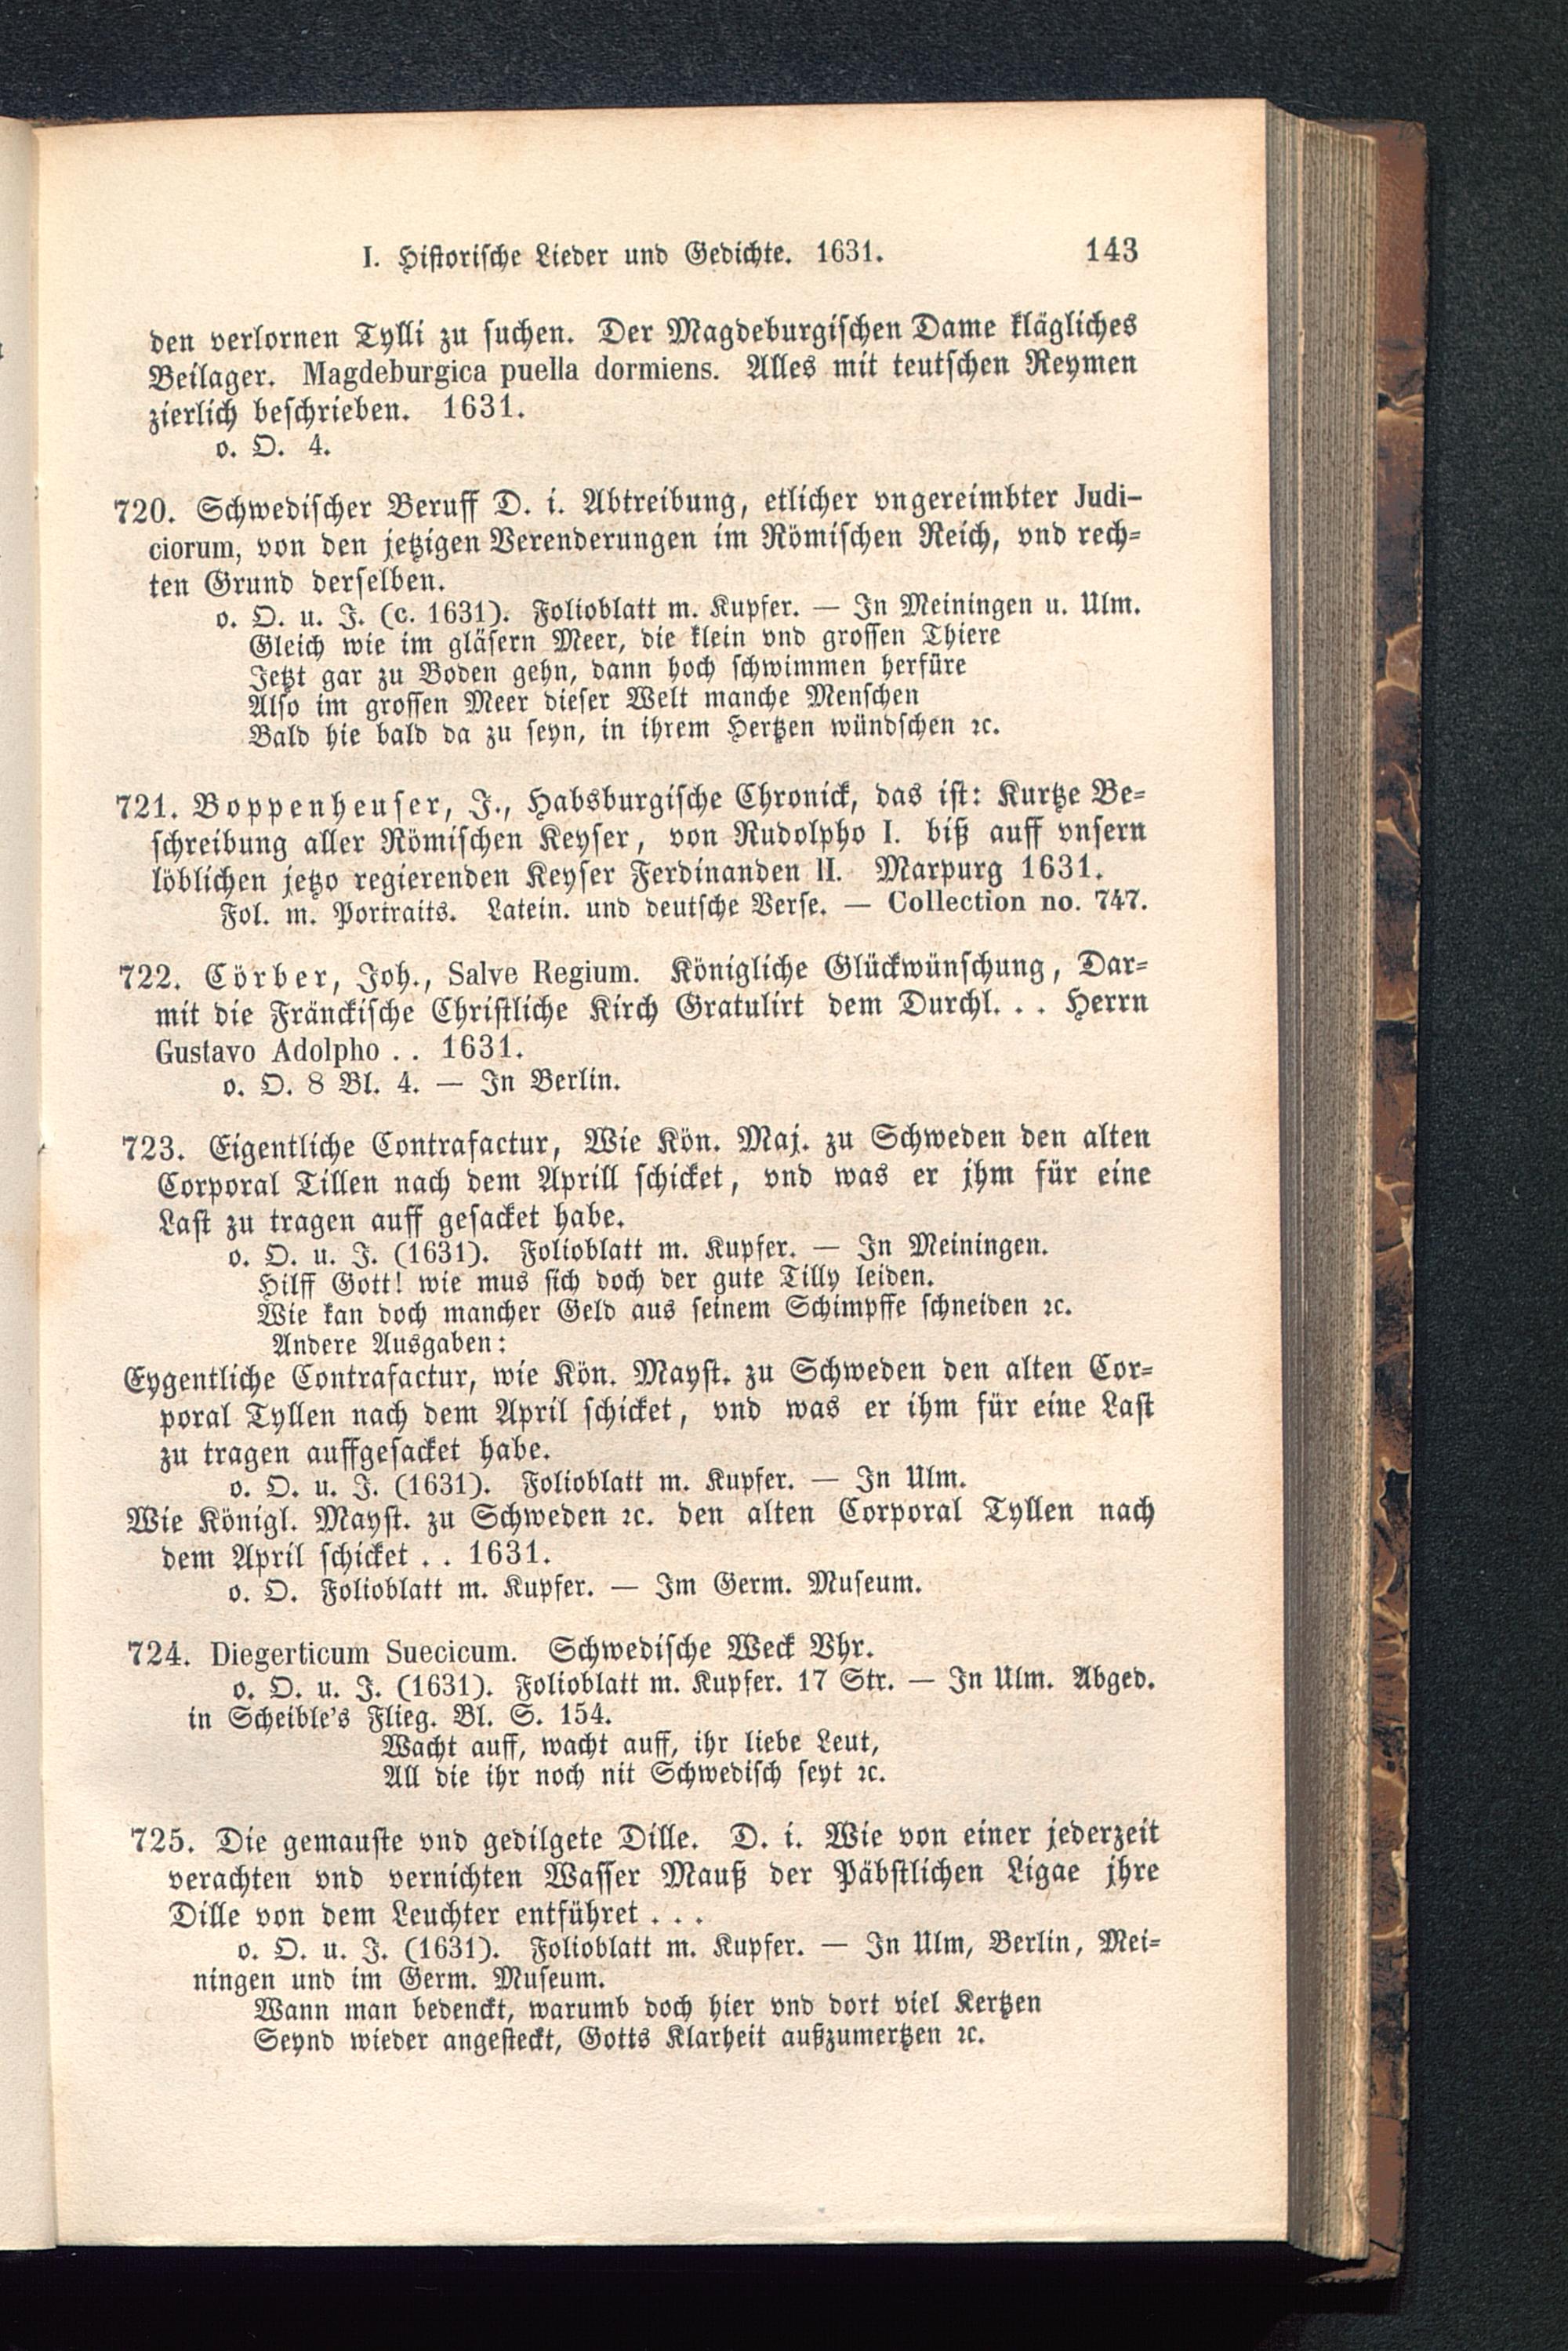 I. Historische Lieder und Gedichte. 1631. 143
den verlornen Tylli zu suchen. Der Magdeburgischen Dame klägliches
Beilager. Magdeburgica puella dormiens. Alles mit teutschen Reymen
zierlich beschrieben. 1631.
o. O. 4.
720. Schwedischer Beruff D. i. Abtreibung, etlicher vngereimbter Judi-
ciorum, von den jetzigen Verenderungen im Römischen Reich, vnd rech-
ten Grund derselben.
o. O. u. J. (c. 1631). Folioblatt m. Kupfer. — In Meiningen u. Ulm.
Gleich wie im gläsern Meer, die klein vnd grossen Thiere
Jetzt gar zu Boden gehn, dann hoch schwimmen herfüre
Also im grossen Meer dieser Welt manche Menschen
Bald hie bald da zu seyn, in ihrem Hertzen wündschen ꝛc.
721. Boppenheuser, J., Habsburgische Chronick, das ist: Kurtze Be-
schreibung aller Römischen Keyser, von Rudolpho I. biß auff vnsern
löblichen jetzo regierenden Keyser Ferdinanden II. Marpurg 1631.
Fol. m. Portraits. Latein. und deutsche Verse. — Collection no. 747.
722. Cörber, Joh., Salve Regium. Königliche Glückwünschung, Dar-
mit die Fränckische Christliche Kirch Gratulirt dem Durchl. . . Herrn
Gustavo Adolpho . . 1631.
o. O. 8 Bl. 4. — In Berlin.
723. Eigentliche Contrafactur, Wie Kön. Maj. zu Schweden den alten
Corporal Tillen nach dem Aprill schicket, vnd was er jhm für eine
Last zu tragen auff gesacket habe.
o. O. u. J. (1631). Folioblatt m. Kupfer. — In Meiningen.
Hilff Gott! wie mus sich doch der gute Tilly leiden.
Wie kan doch mancher Geld aus seinem Schimpffe schneiden ꝛc.
Andere Ausgaben:
Eygentliche Contrafactur, wie Kön. Mayst. zu Schweden den alten Cor-
poral Tyllen nach dem April schicket, vnd was er ihm für eine Last
zu tragen auffgesacket habe.
o. O. u. J. (1631). Folioblatt m. Kupfer. — In Ulm.
Wie Königl. Mayst. zu Schweden ꝛc. den alten Corporal Tyllen nach
dem April schicket . . 1631.
o. O. Folioblatt m. Kupfer. — Im Germ. Museum.
724. Diegerticum Suecicum. Schwedische Weck Vhr.
o. O. u. J. (1631). Folioblatt m. Kupfer. 17 Str. — In Ulm. Abged.
in Scheible's Flieg. Bl. S. 154.
Wacht auff, wacht auff, ihr liebe Leut,
All die ihr noch nit Schwedisch seyt ꝛc.
725. Die gemauste vnd gedilgete Dille. D. i. Wie von einer jederzeit
verachten vnd vernichten Wasser Mauß der Päbstlichen Ligae jhre
Dille von dem Leuchter entführet . . .
o. O. u. J. (1631). Folioblatt m. Kupfer. — In Ulm, Berlin, Mei-
ningen und im Germ. Museum.
Wann man bedenckt, warumb doch hier vnd dort viel Kertzen
Seynd wieder angesteckt, Gotts Klarheit außzumertzen ꝛc.